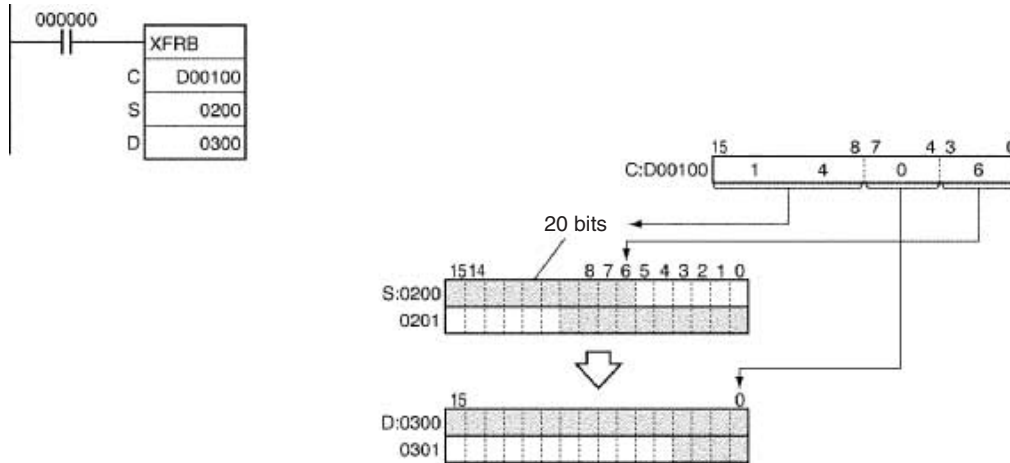 000000
XFRB
C D00100
S 0200
D 0300
15 8 7 4 3 0
C:D00100 1 4 0 6
20 bits
15 14 8 7 6 5 4 3 2 1 0
S:0200
0201
15 0
D:0300
0301